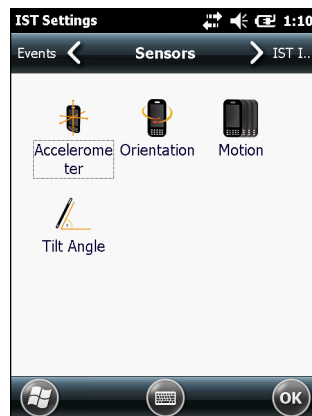 IST Settings 1:10
Events Sensors IST I..
Accelerome
ter
Orientation
Motion
Tilt Angle
OK